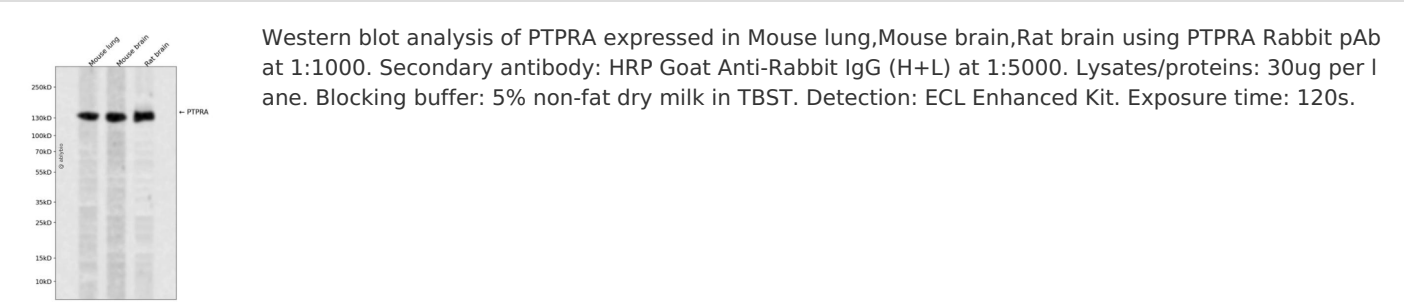 Mouse lung
Mouse brain
Rat brain
Western blot analysis of PTPRA expressed in Mouse lung,Mouse brain,Rat brain using PTPRA Rabbit pAb
at 1:1000. Secondary antibody: HRP Goat Anti-Rabbit IgG (H+L) at 1:5000. Lysates/proteins: 30ug per l
ane. Blocking buffer: 5% non-fat dry milk in TBST. Detection: ECL Enhanced Kit. Exposure time: 120s.
250kD
130kD
← PTPRA
100kD
70kD
55kD
35kD
25kD
15kD
10kD